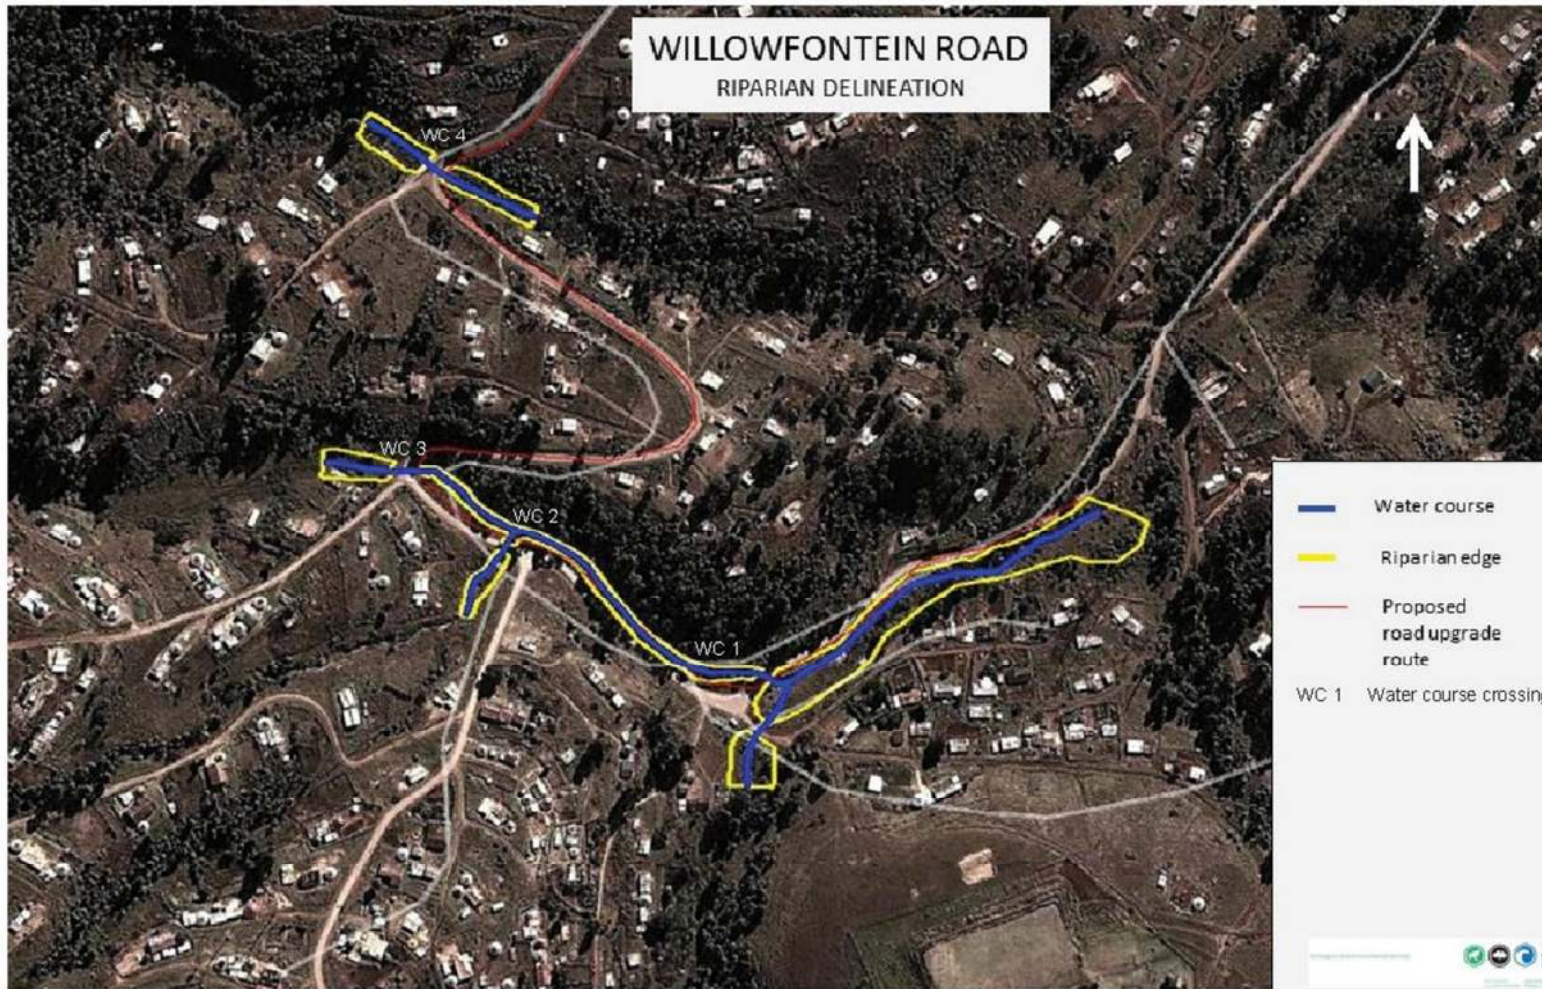 WILLOWFONTEIN ROAD
RIPARIAN DELINEATION
WC 4
WC 3
WC 2
WC 1
Water course
Riparian edge
Proposed
road upgrade
route
WC 1 Water course crossing